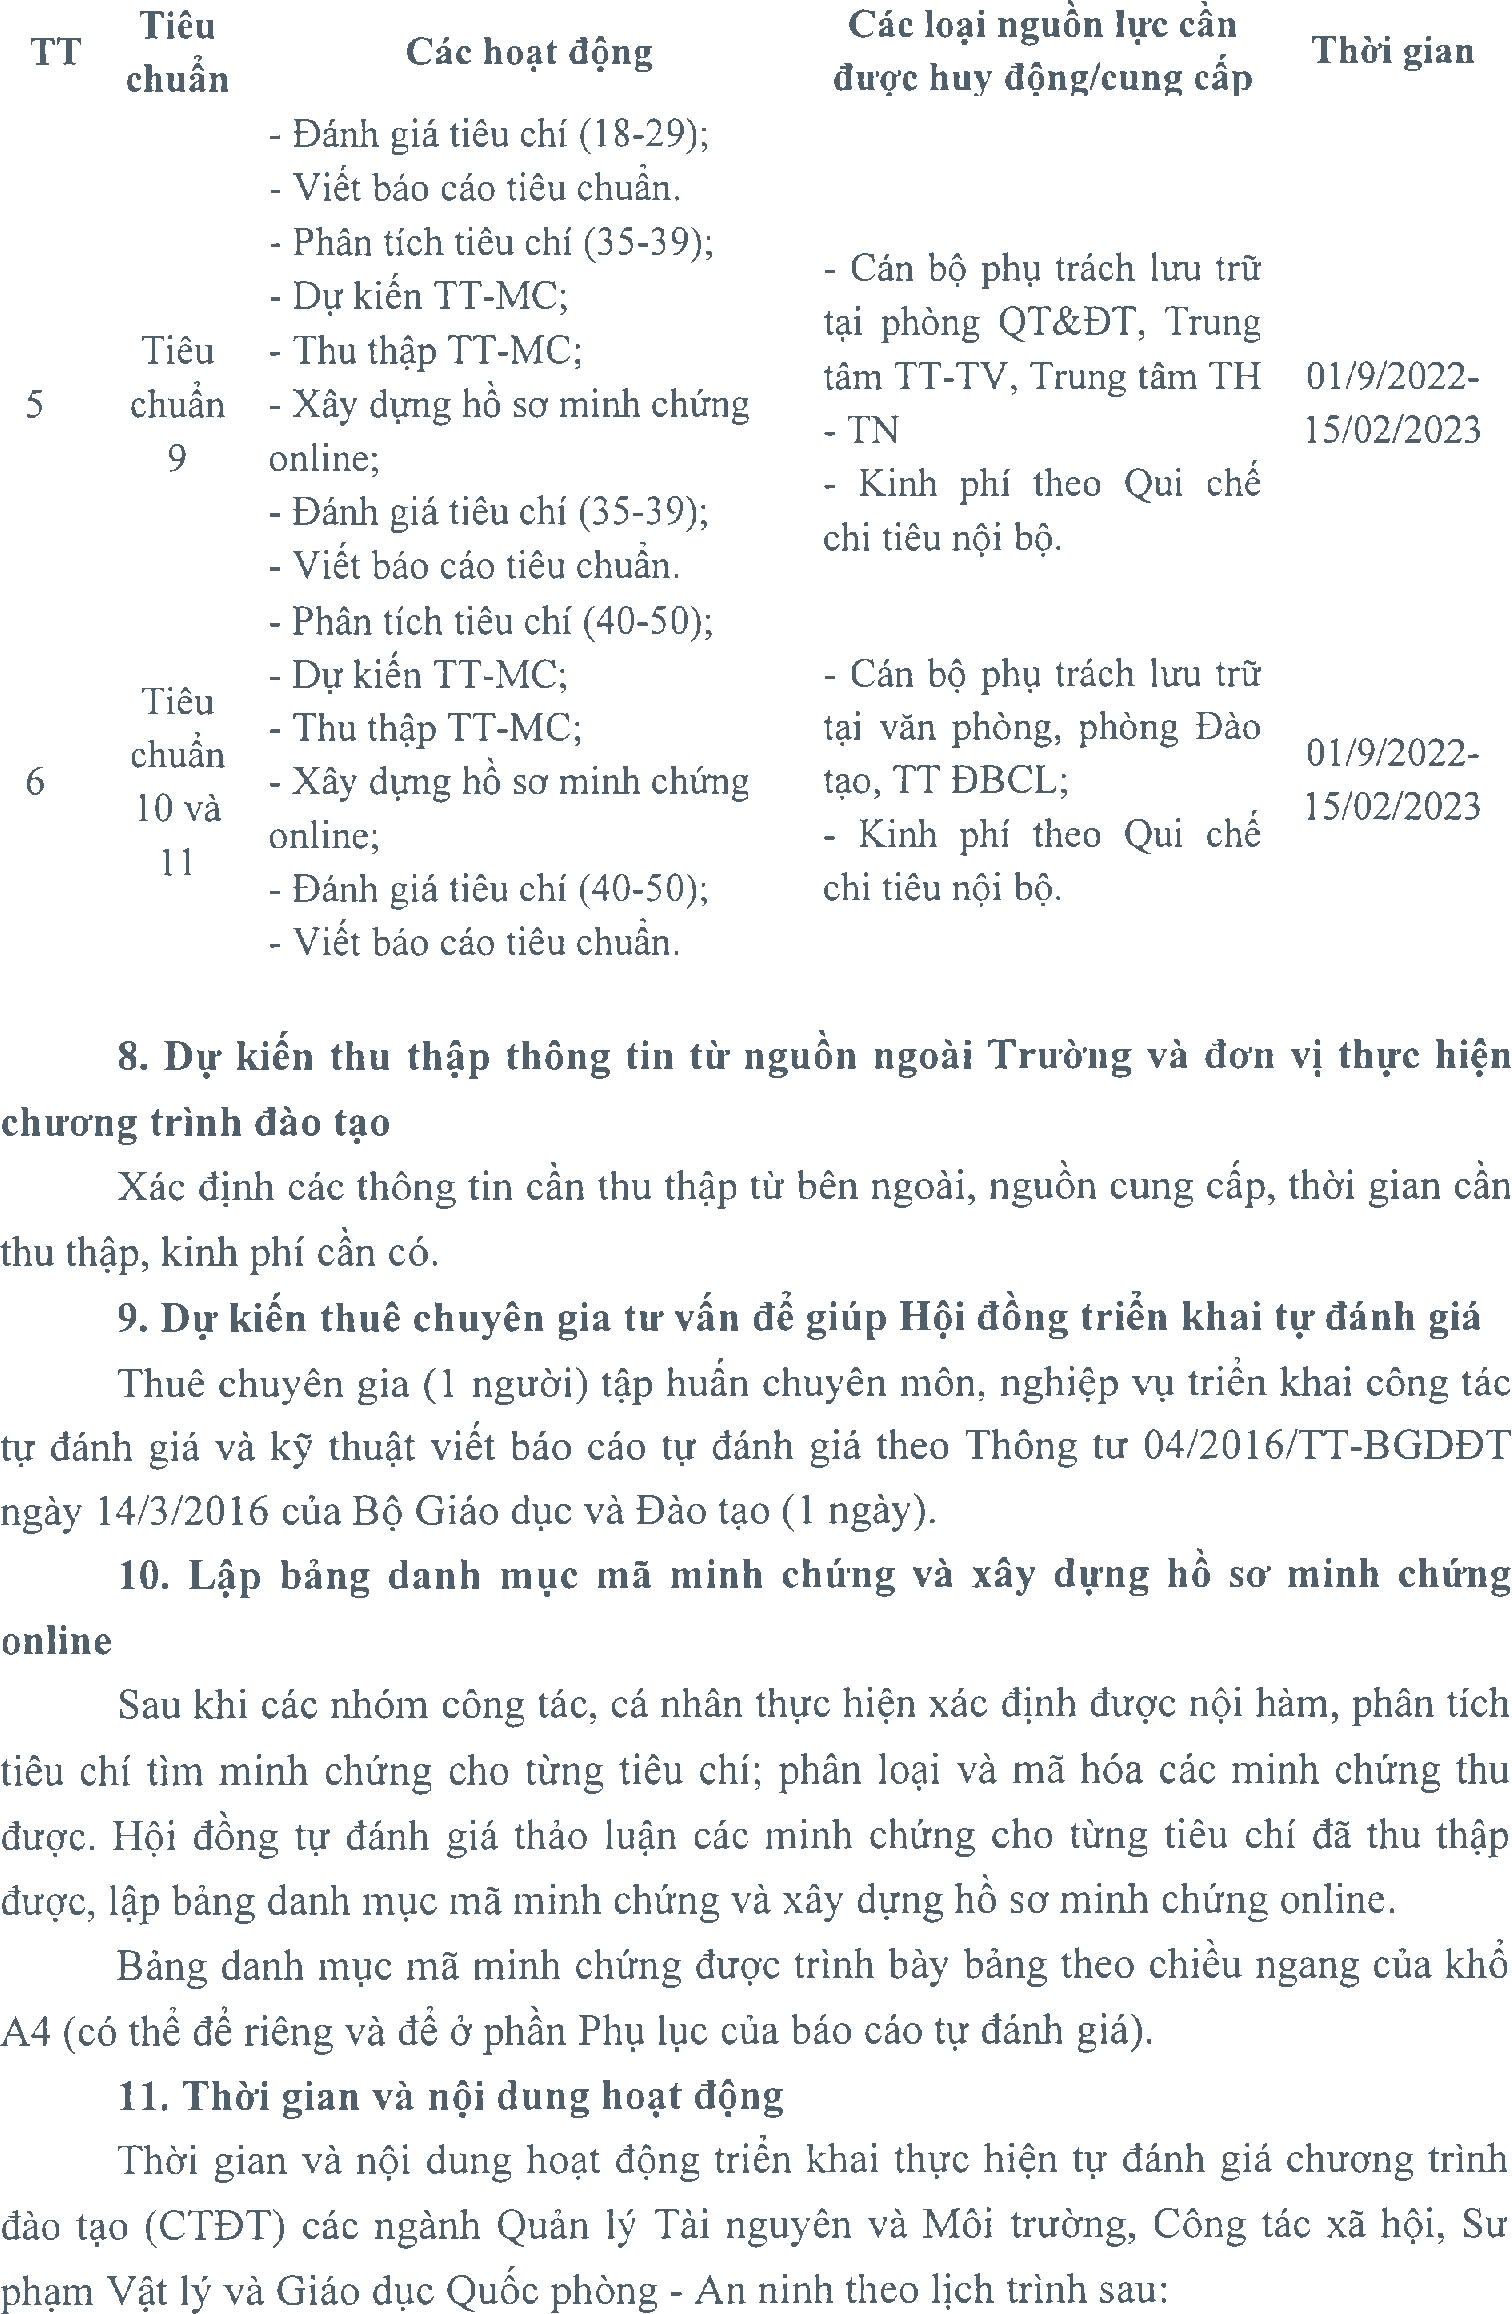 TT Tiêu chuẩn Các hoạt động Các loại nguồn lực cần được huy động/cung cấp Thời gian
- Đánh giá tiêu chí (18-29);
- Viết báo cáo tiêu chuẩn.
5
Tiêu
chuẩn
9
- Phân tích tiêu chí (35-39);
- Dự kiến TT-MC;
- Thu thập TT-MC;
- Xây dựng hồ sơ minh chứng
online;
- Đánh giá tiêu chí (35-39);
- Viết báo cáo tiêu chuẩn.
- Cán bộ phụ trách lưu trữ
tại phòng QT&ĐT, Trung
tâm TT-TV, Trung tâm TH
- TN
- Kinh phí theo Qui chế
chi tiêu nội bộ.
01/9/2022-
15/02/2023
6
Tiêu
chuẩn
10 và
11
- Phân tích tiêu chí (40-50);
- Dự kiến TT-MC;
- Thu thập TT-MC;
- Xây dựng hồ sơ minh chứng
online;
- Đánh giá tiêu chí (40-50);
- Viết báo cáo tiêu chuẩn.
- Cán bộ phụ trách lưu trữ
tại văn phòng, phòng Đào
tạo, TT ĐBCL;
- Kinh phí theo Qui chế
chi tiêu nội bộ.
01/9/2022-
15/02/2023
8. Dự kiến thu thập thông tin từ nguồn ngoài Trường và đơn vị thực hiện
chương trình đào tạo
Xác định các thông tin cần thu thập từ bên ngoài, nguồn cung cấp, thời gian cần
thu thập, kinh phí cần có.
9. Dự kiến thuê chuyên gia tư vấn để giúp Hội đồng triển khai tự đánh giá
Thuê chuyên gia (1 người) tập huấn chuyên môn, nghiệp vụ triển khai công tác
tự đánh giá và kỹ thuật viết báo cáo tự đánh giá theo Thông tư 04/2016/TT-BGDĐT
ngày 14/3/2016 của Bộ Giáo dục và Đào tạo (1 ngày).
10. Lập bảng danh mục mã minh chứng và xây dựng hồ sơ minh chứng
online
Sau khi các nhóm công tác, cá nhân thực hiện xác định được nội hàm, phân tích
tiêu chí tìm minh chứng cho từng tiêu chí; phân loại và mã hóa các minh chứng thu
được. Hội đồng tự đánh giá thảo luận các minh chứng cho từng tiêu chí đã thu thập
được, lập bảng danh mục mã minh chứng và xây dựng hồ sơ minh chứng online.
Bảng danh mục mã minh chứng được trình bày bảng theo chiều ngang của khổ
A4 (có thể để riêng và để ở phần Phụ lục của báo cáo tự đánh giá).
11. Thời gian và nội dung hoạt động
Thời gian và nội dung hoạt động triển khai thực hiện tự đánh giá chương trình
đào tạo (CTĐT) các ngành Quản lý Tài nguyên và Môi trường, Công tác xã hội, Sư
phạm Vật lý và Giáo dục Quốc phòng - An ninh theo lịch trình sau: